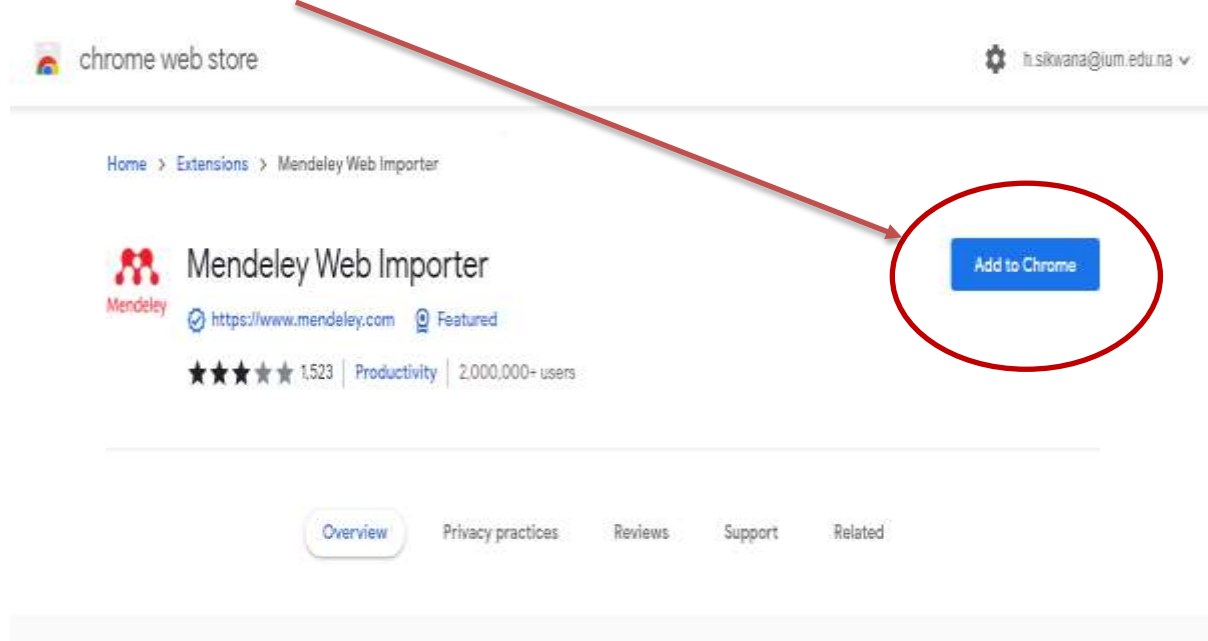 chrome web store
h.sikwana@ium.edu.na
Home > Extensions > Mendeley Web Importer
Mendeley
Mendeley Web Importer
Add to Chrome
https://www.mendeley.com Featured
1,523 | Productivity | 2,000,000+ users
Overview Privacy practices Reviews Support Related